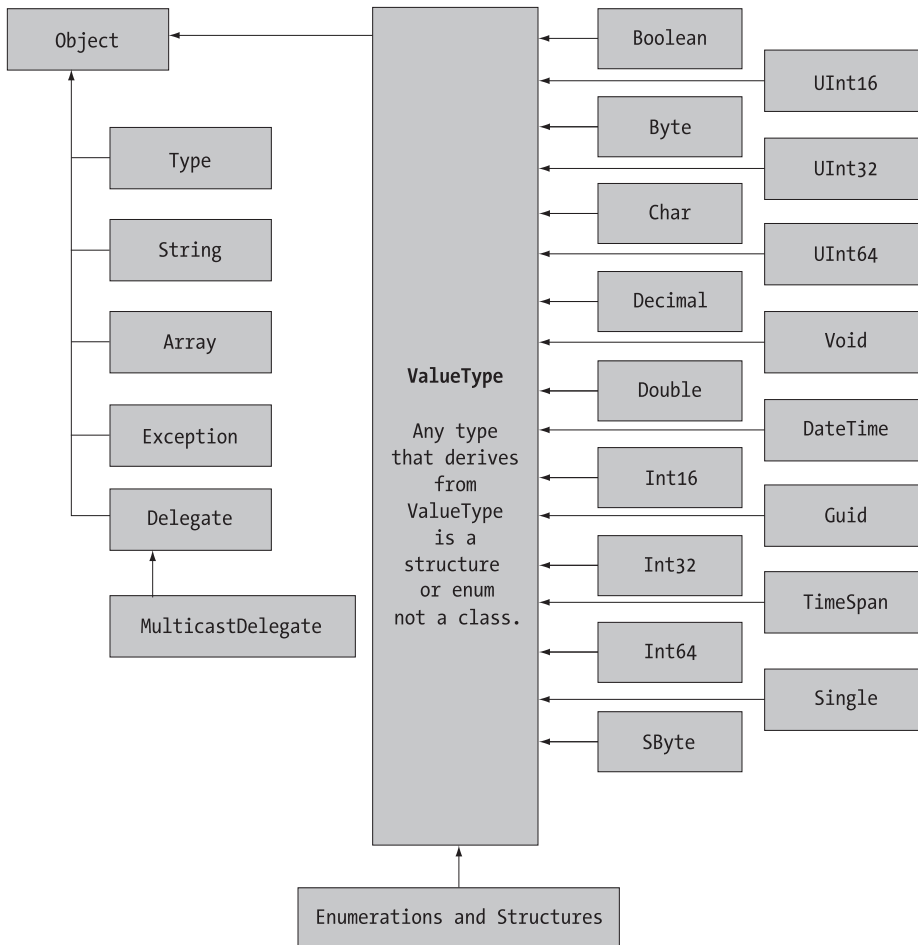 Object
Type
String
Array
Exception
Delegate
MulticastDelegate
ValueType
Any type
that derives
from
ValueType
is a
structure
or enum
not a class.
Boolean
UInt16
Byte
UInt32
Char
UInt64
Decimal
Void
Double
DateTime
Int16
Guid
Int32
TimeSpan
Int64
Single
SByte
Enumerations and Structures